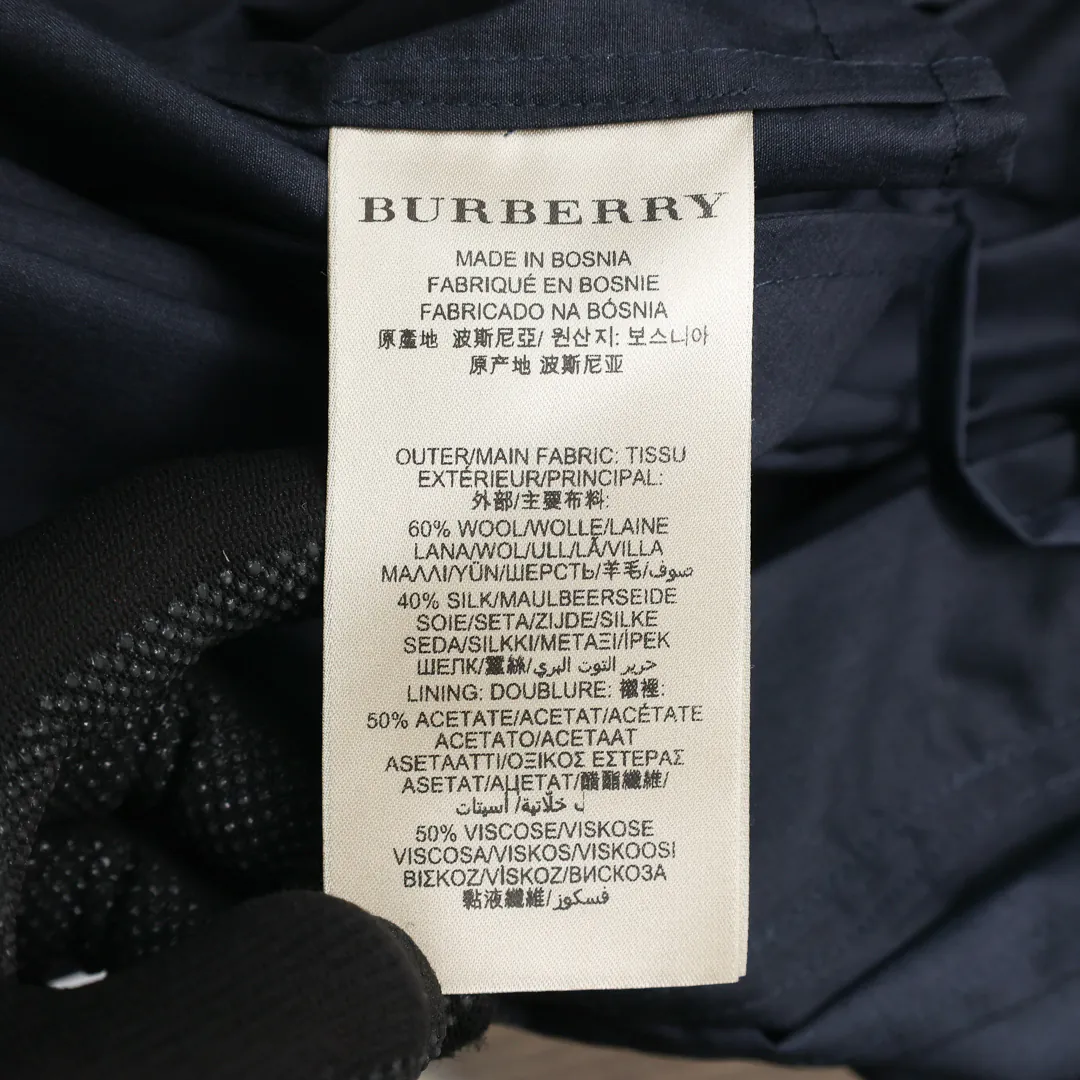 BURBERRY
MADE IN BOSNIA
FABRIQUÉ EN BOSNIE
FABRICADO NA BÓSNIA
原產地 波斯尼亞/ 원산지: 보스니아
原产地 波斯尼亚
OUTER/MAIN FABRIC: TISSU
EXTÉRIEUR/PRINCIPAL:
外部/主要布料:
60% WOOL/WOLLE/LAINE
LANA/WOL/ULL/LÃ/VILLA
ΜΑΛΛΙ/YÜN/ШЕРСТЬ/羊毛/صوف
40% SILK/MAULBEERSEIDE
SOIE/SETA/ZIJDE/SILKE
SEDA/SILKKI/ΜΕΤΑΞΙ/İPEK
ШЕЛК/蠶絲/حرير التوت البري
LINING: DOUBLURE: 襯裡:
50% ACETATE/ACETAT/ACÉTATE
ACETATO/ACETAAT
ASETAATTI/ΟΞΙΚΟΣ ΕΣΤΕΡΑΣ
ASETAT/АЦЕТАТ/醋酯纖維/
ل خلّاتية/ أسيتات
50% VISCOSE/VISKOSE
VISCOSA/VISKOS/VISKOOSI
ΒΙΣΚΟΖ/VİSKOZ/ВИСКОЗА
黏液纖維/فسكوز